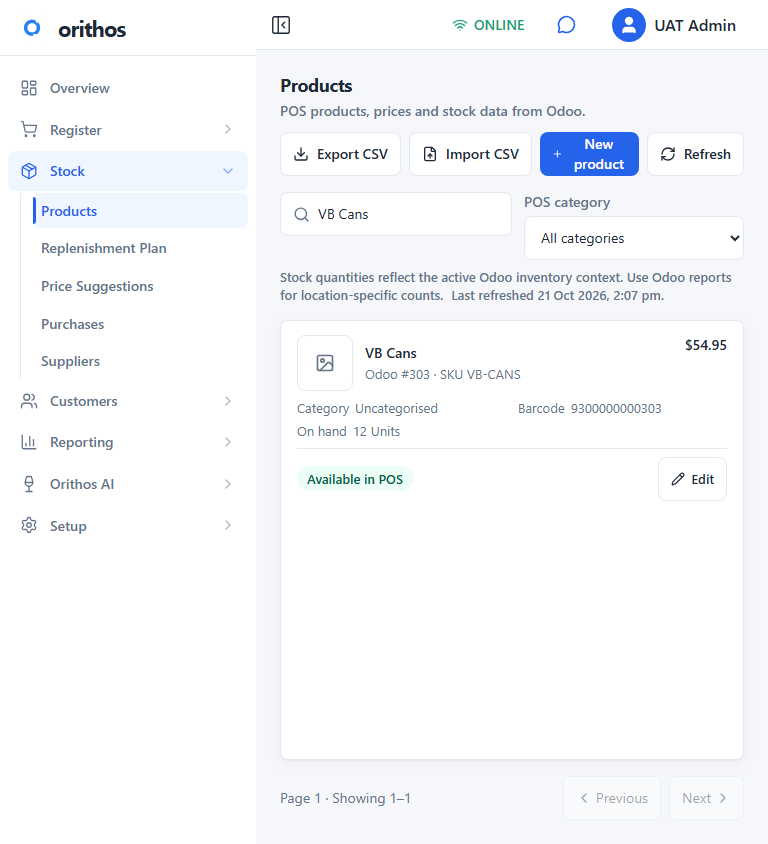 orithos
ONLINE
UAT Admin
Overview
Register
Stock
Products
Replenishment Plan
Price Suggestions
Purchases
Suppliers
Customers
Reporting
Orithos AI
Setup
Products
POS products, prices and stock data from Odoo.
Export CSV
Import CSV
+ New
product
Refresh
VB Cans
POS category
All categories
Stock quantities reflect the active Odoo inventory context. Use Odoo reports
for location-specific counts. Last refreshed 21 Oct 2026, 2:07 pm.
VB Cans
$54.95
Odoo #303 · SKU VB-CANS
Category Uncategorised
Barcode 9300000000303
On hand 12 Units
Available in POS
Edit
Page 1 · Showing 1–1
Previous
Next